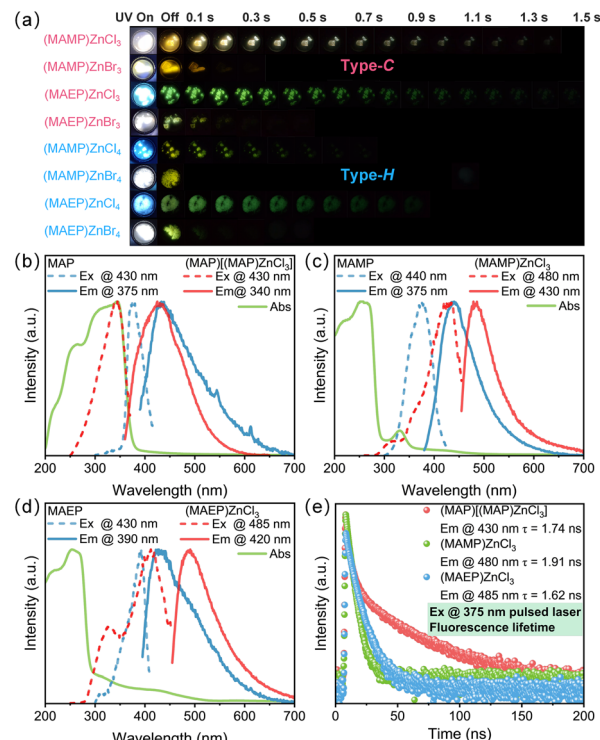 (a)
UV On Off 0.1 s 0.3 s 0.5 s 0.7 s 0.9 s 1.1 s 1.3 s 1.5 s
(MAMP)ZnCl₃
(MAMP)ZnBr₃ Type-C
(MAEP)ZnCl₃
(MAEP)ZnBr₃
(MAMP)ZnCl₄
(MAMP)ZnBr₄ Type-H
(MAEP)ZnCl₄
(MAEP)ZnBr₄
(b)
MAP (MAP)[(MAP)ZnCl₃]
Ex @ 430 nm Ex @ 430 nm
Em @ 375 nm Em@ 340 nm
Abs
Intensity (a.u.)
200 300 400 500 600 700
Wavelength (nm)
(c)
MAMP (MAMP)ZnCl₃
Ex @ 440 nm Ex @ 480 nm
Em @ 375 nm Em @ 430 nm
Abs
Intensity (a.u.)
200 300 400 500 600 700
Wavelength (nm)
(d)
MAEP (MAEP)ZnCl₃
Ex @ 430 nm Ex @ 485 nm
Em @ 390 nm Em @ 420 nm
Abs
Intensity (a.u.)
200 300 400 500 600 700
Wavelength (nm)
(e)
(MAP)[(MAP)ZnCl₃]
Em @ 430 nm τ = 1.74 ns
(MAMP)ZnCl₃
Em @ 480 nm τ = 1.91 ns
(MAEP)ZnCl₃
Em @ 485 nm τ = 1.62 ns
Ex @ 375 nm pulsed laser
Fluorescence lifetime
Intensity (a.u.)
0 50 100 150 200
Time (ns)